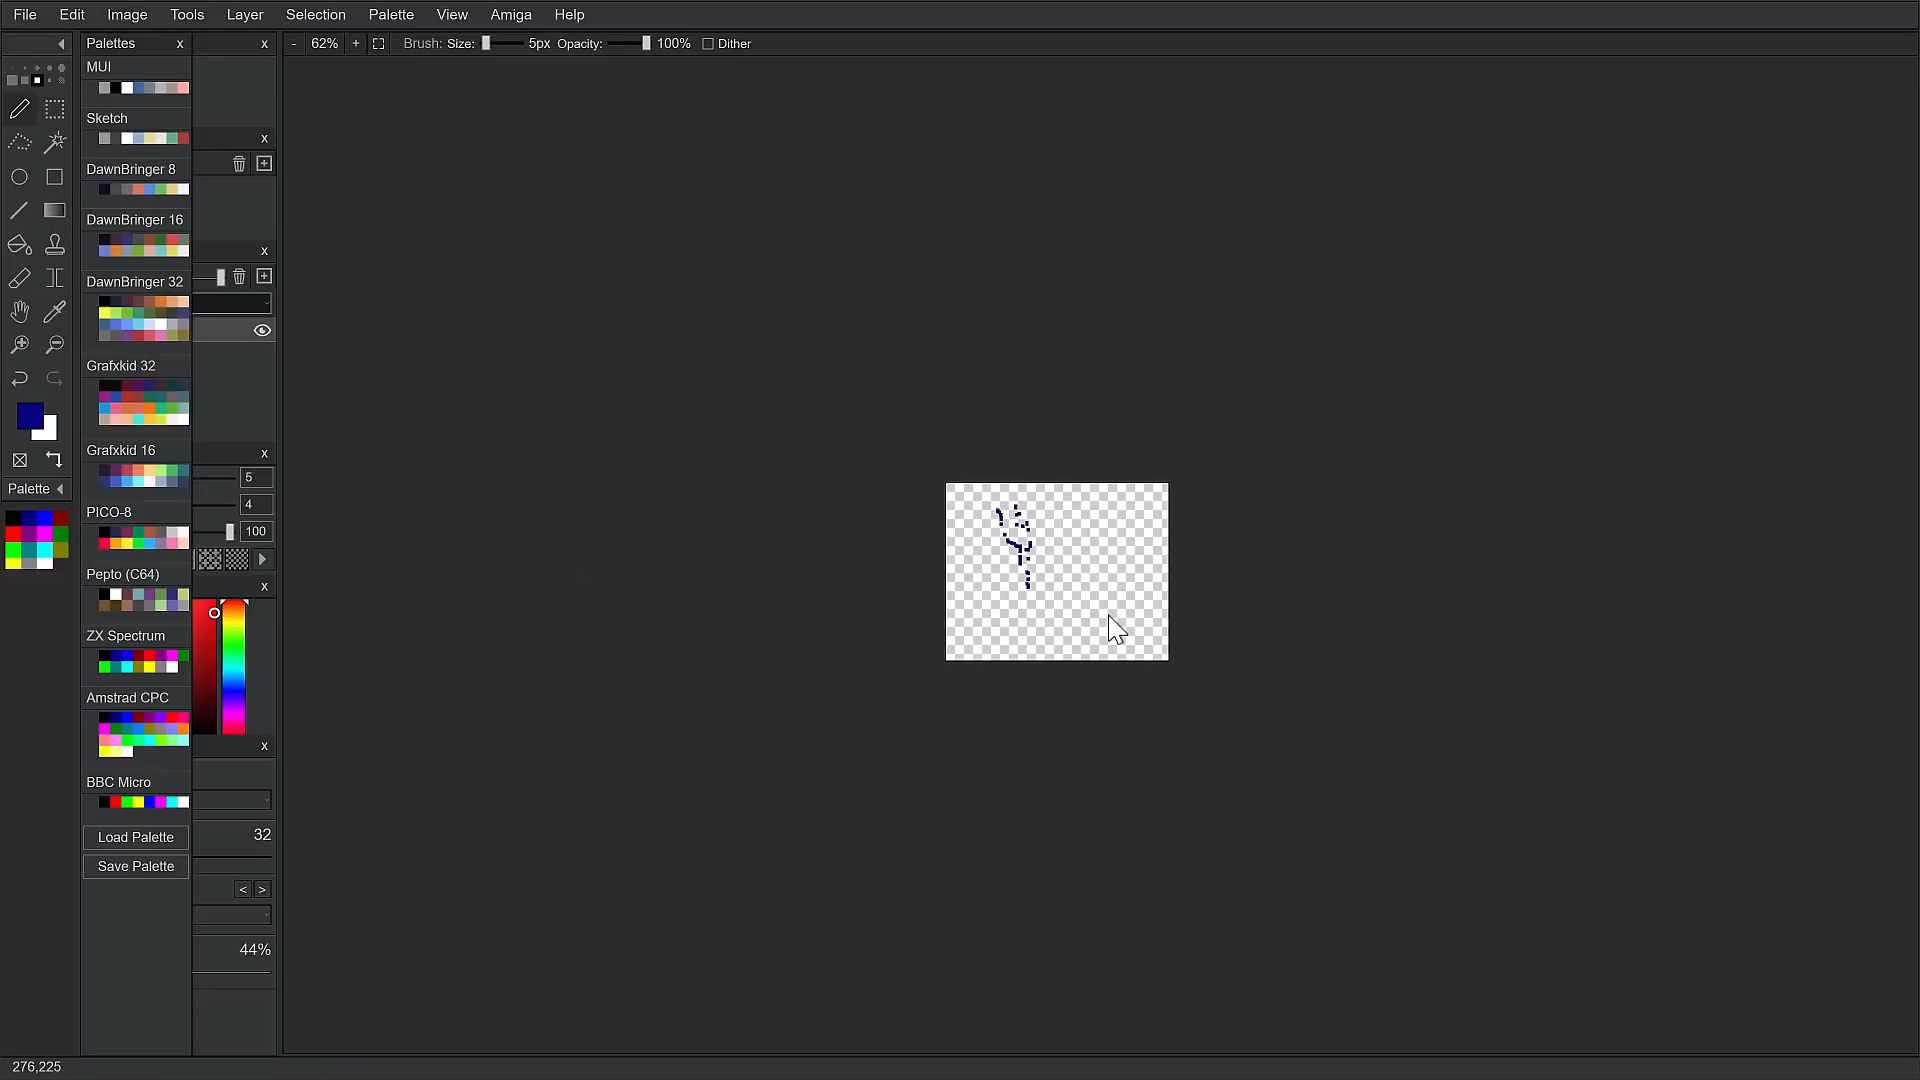 File Edit Image Tools Layer Selection Palette View Amiga Help
Palettes x x - 62% + Brush: Size: 5px Opacity: 100% Dither
MUI
Sketch
x
DawnBringer 8
DawnBringer 16
x
DawnBringer 32
Grafxkid 32
Grafxkid 16
x
5
Palette
4
PICO-8
100
Pepto (C64)
x
ZX Spectrum
Amstrad CPC
x
BBC Micro
Load Palette
32
Save Palette
< >
44%
276,225